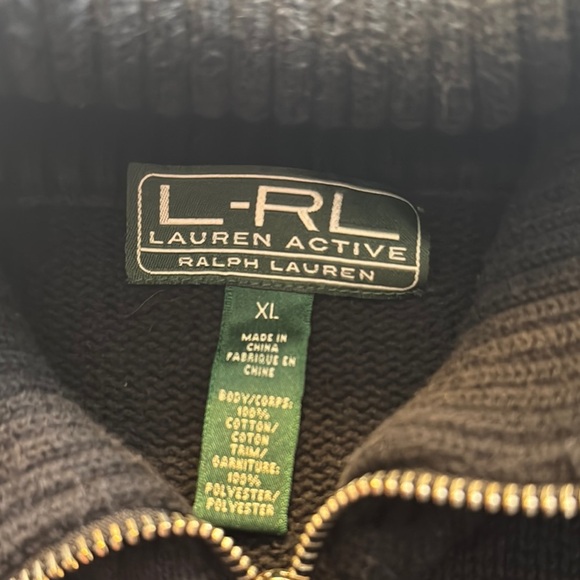 L-RL
LAUREN ACTIVE
RALPH LAUREN
XL
MADE IN
CHINA
FABRIQUE EN
CHINE
BODY/CORPS:
100%
COTTON/
COTON
TRIM/
GARNITURE:
100%
POLYESTER/
POLYESTER